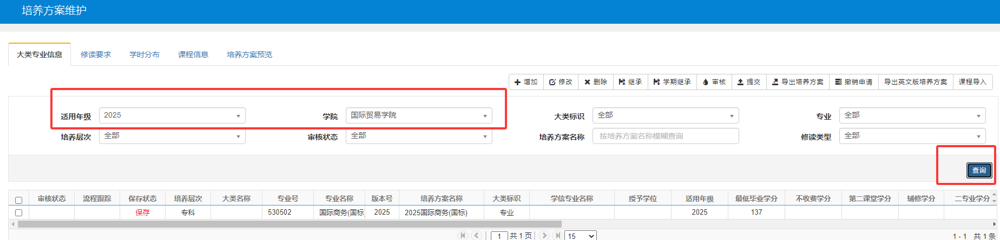 培养方案维护
大类专业信息 修读要求 学时分布 课程信息 培养方案预览
增加 修改 删除 继承 学期继承 审核 提交 导出培养方案 撤销申请 导出英文版培养方案 课程导入
适用年级 2025 学院 国际贸易学院 大类标识 全部 专业 全部
培养层次 全部 审核状态 全部 培养方案名称 按培养方案名称模糊查询 修读类型 全部
查询
审核状态 流程跟踪 保存状态 培养层次 大类名称 专业号 专业名称 版本号 培养方案名称 大类标识 学信专业名称 授予学位 适用年级 最低毕业学分 不收费学分 第二课堂学分 辅修学分 二专业学分
保存 专科 530502 国际商务(国标) 2025 2025国际商务(国标) 专业 2025 137
1 共 1 页 15 1 - 1 共 1 条